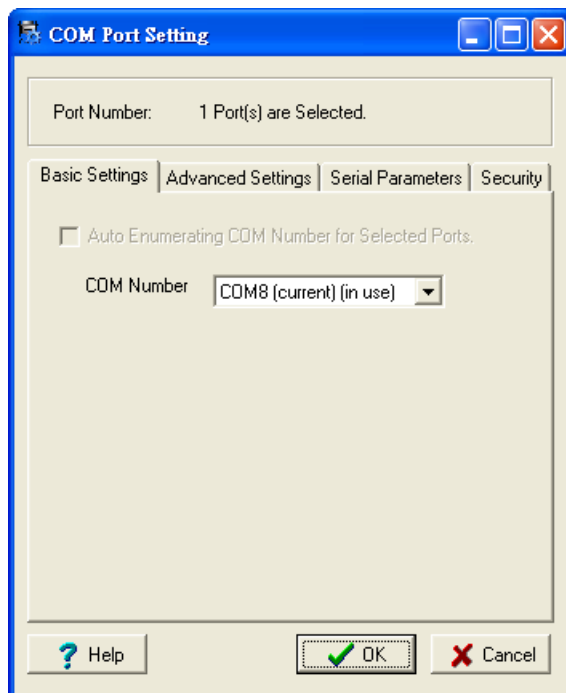 COM Port Setting
Port Number: 1 Port(s) are Selected.
Basic Settings Advanced Settings Serial Parameters Security
Auto Enumerating COM Number for Selected Ports.
COM Number COM8 (current) (in use)
? Help OK Cancel